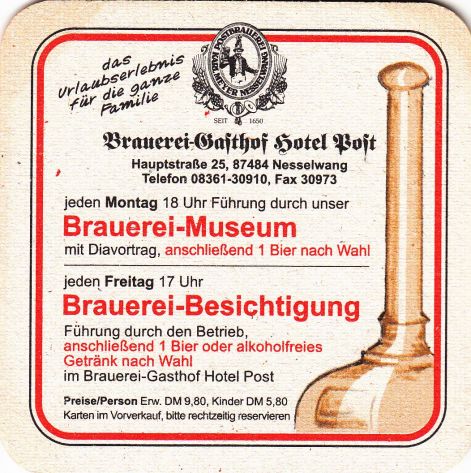 das
Urlaubserlebnis
für die ganze
Familie
POSTBRAUEREI
KARL MEYER NESSELWANG
SEIT 1650
Brauerei-Gasthof Hotel Post
Hauptstraße 25, 87484 Nesselwang
Telefon 08361-30910, Fax 30973
jeden Montag 18 Uhr Führung durch unser
Brauerei-Museum
mit Diavortrag, anschließend 1 Bier nach Wahl
jeden Freitag 17 Uhr
Brauerei-Besichtigung
Führung durch den Betrieb,
anschließend 1 Bier oder alkoholfreies
Getränk nach Wahl
im Brauerei-Gasthof Hotel Post
Preise/Person Erw. DM 9,80, Kinder DM 5,80
Karten im Vorverkauf, bitte rechtzeitig reservieren